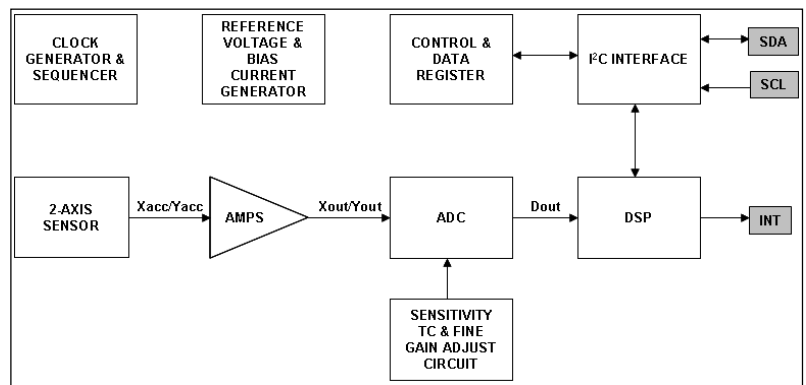 CLOCK
GENERATOR &
SEQUENCER
REFERENCE
VOLTAGE &
BIAS
CURRENT
GENERATOR
CONTROL &
DATA
REGISTER
I²C INTERFACE
SDA
SCL
2-AXIS
SENSOR
Xacc/Yacc
AMPS
Xout/Yout
ADC
Dout
DSP
INT
SENSITIVITY
TC & FINE
GAIN ADJUST
CIRCUIT